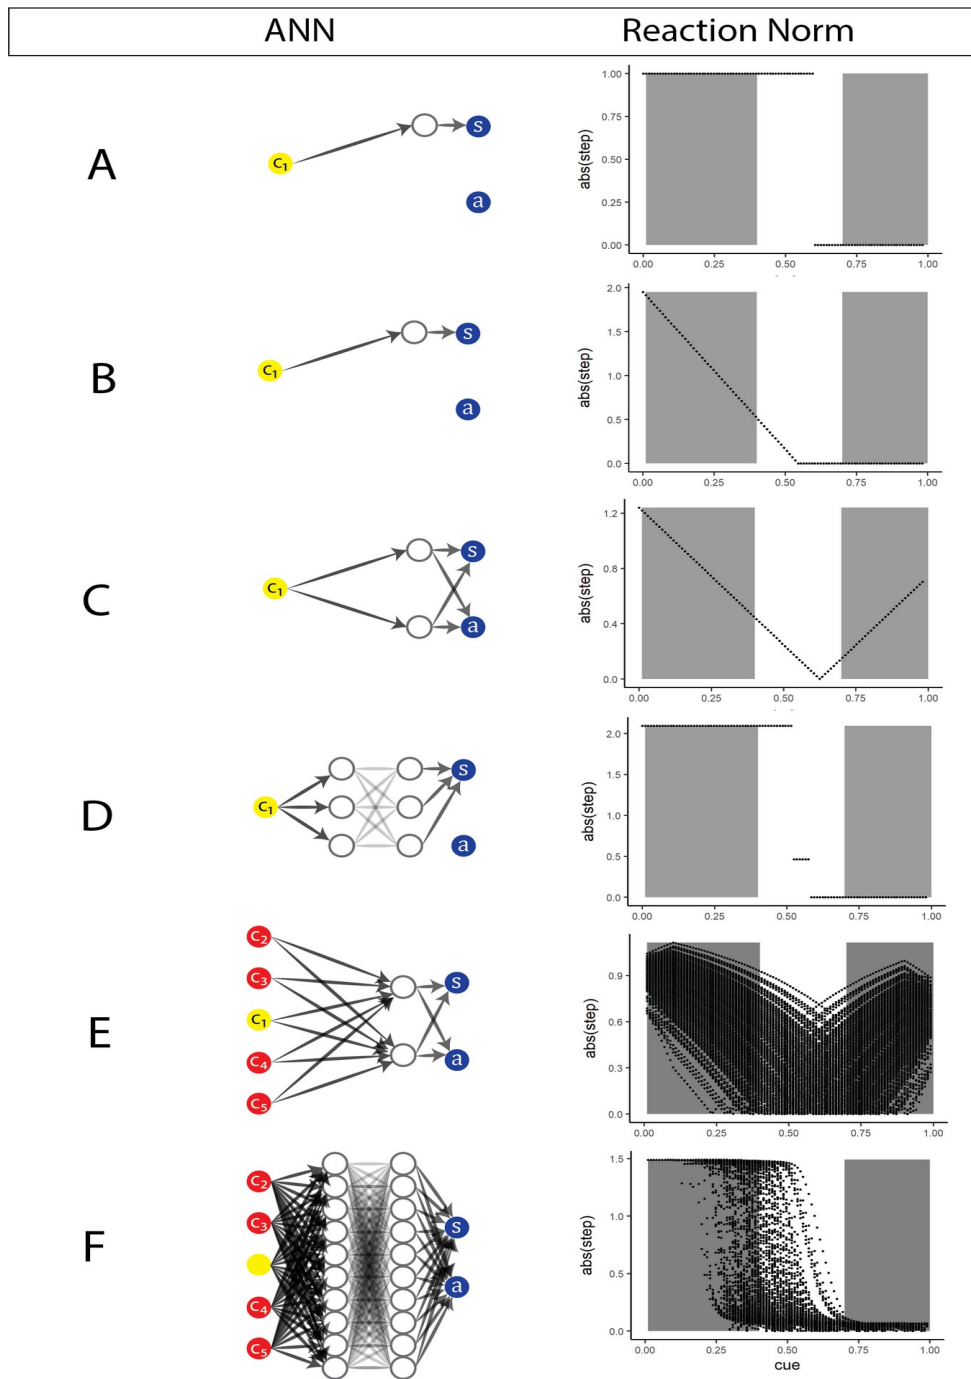 ANN Reaction Norm
A
C1
s
a
abs(step)
1.00
0.75
0.50
0.25
0.00
0.00 0.25 0.50 0.75 1.00
B
C1
s
a
abs(step)
2.0
1.5
1.0
0.5
0.0
0.00 0.25 0.50 0.75 1.00
C
C1
s
a
abs(step)
1.2
0.8
0.4
0.0
0.00 0.25 0.50 0.75 1.00
D
C1
s
a
abs(step)
2.0
1.5
1.0
0.5
0.0
0.00 0.25 0.50 0.75 1.00
E
C2
C3
C1
C4
C5
s
a
abs(step)
0.9
0.6
0.3
0.0
0.00 0.25 0.50 0.75 1.00
F
C2
C3
C4
C5
s
a
abs(step)
1.5
1.0
0.5
0.0
0.00 0.25 0.50 0.75 1.00
cue